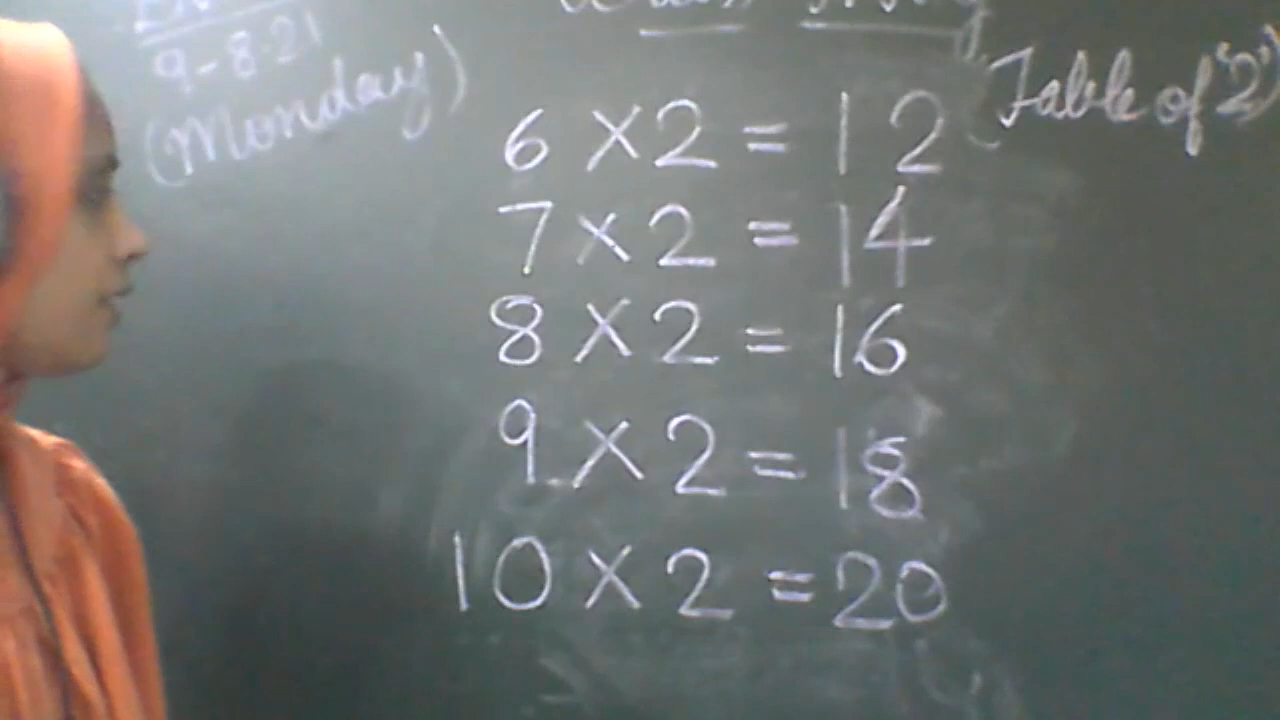 9-8-21
(Monday)
(Table of '2')
6 × 2 = 12
7 × 2 = 14
8 × 2 = 16
9 × 2 = 18
10 × 2 = 20